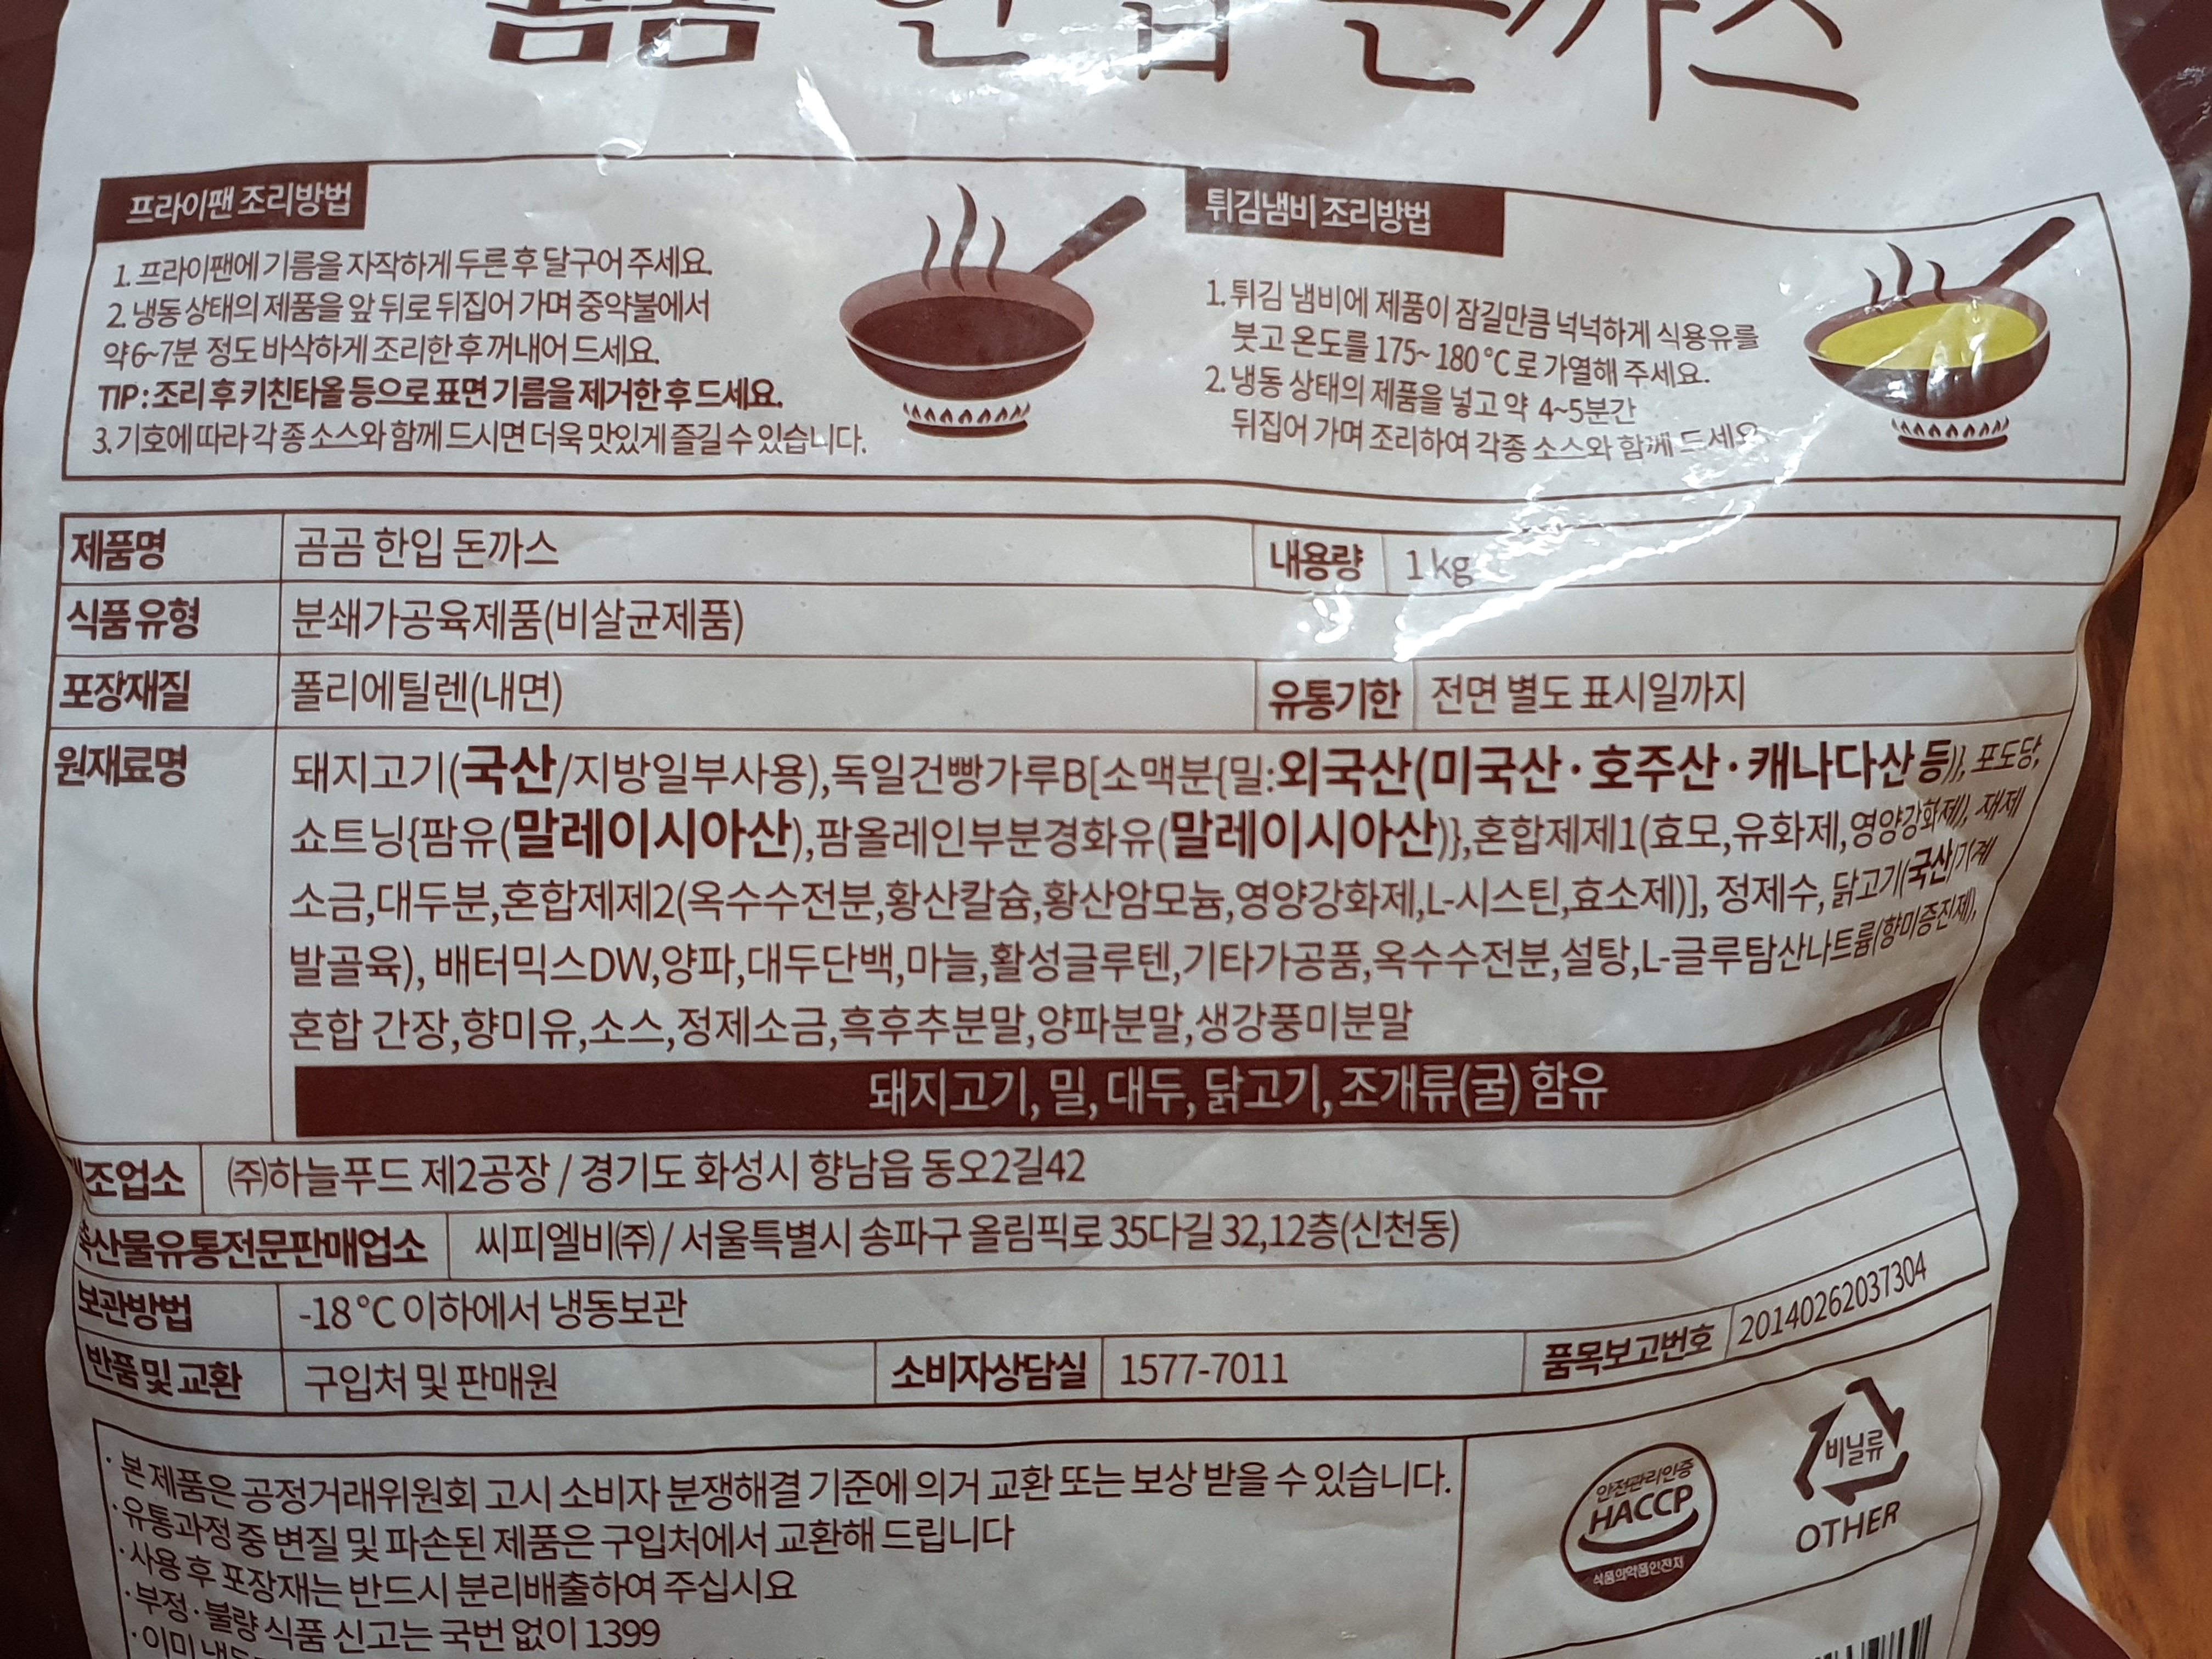 곰곰 한입 돈까스
프라이팬 조리방법
1. 프라이팬에 기름을 자작하게 두른 후 달구어 주세요.
2. 냉동 상태의 제품을 앞 뒤로 뒤집어 가며 중약불에서
약 6~7분 정도 바삭하게 조리한 후 꺼내어 드세요.
TIP : 조리 후 키친타올 등으로 표면 기름을 제거한 후 드세요.
3. 기호에 따라 각 종 소스와 함께 드시면 더욱 맛있게 즐길 수 있습니다.
튀김냄비 조리방법
1. 튀김 냄비에 제품이 잠길만큼 넉넉하게 식용유를
붓고 온도를 175~ 180 °C 로 가열해 주세요.
2. 냉동 상태의 제품을 넣고 약 4~5분간
뒤집어 가며 조리하여 각종 소스와 함께 드세요
제품명 곰곰 한입 돈까스 내용량 1 kg
식품 유형 분쇄가공육제품(비살균제품)
포장재질 폴리에틸렌(내면) 유통기한 전면 별도 표시일까지
원재료명 돼지고기(국산/지방일부사용),독일건빵가루B[소맥분{밀:외국산(미국산·호주산·캐나다산 등)}, 포도당,
쇼트닝{팜유(말레이시아산),팜올레인부분경화유(말레이시아산)},혼합제제1(효모,유화제,영양강화제), 재제
소금,대두분,혼합제제2(옥수수전분,황산칼슘,황산암모늄,영양강화제,L-시스틴,효소제)], 정제수, 닭고기(국산/기계
발골육), 배터믹스DW,양파,대두단백,마늘,활성글루텐,기타가공품,옥수수전분,설탕,L-글루탐산나트륨(향미증진제),
혼합 간장,향미유,소스,정제소금,흑후추분말,양파분말,생강풍미분말
돼지고기, 밀, 대두, 닭고기, 조개류(굴) 함유
제조업소 ㈜하늘푸드 제2공장 / 경기도 화성시 향남읍 동오2길42
축산물유통전문판매업소 씨피엘비㈜ / 서울특별시 송파구 올림픽로 35다길 32,12층(신천동)
보관방법 -18 °C 이하에서 냉동보관
반품 및 교환 구입처 및 판매원 소비자상담실 1577-7011 품목보고번호 20140262037304
· 본 제품은 공정거래위원회 고시 소비자 분쟁해결 기준에 의거 교환 또는 보상 받을 수 있습니다.
· 유통과정 중 변질 및 파손된 제품은 구입처에서 교환해 드립니다
· 사용 후 포장재는 반드시 분리배출하여 주십시요
· 부정 · 불량 식품 신고는 국번 없이 1399
· 이미
안전관리인증
HACCP
식품의약품안전처
비닐류
OTHER